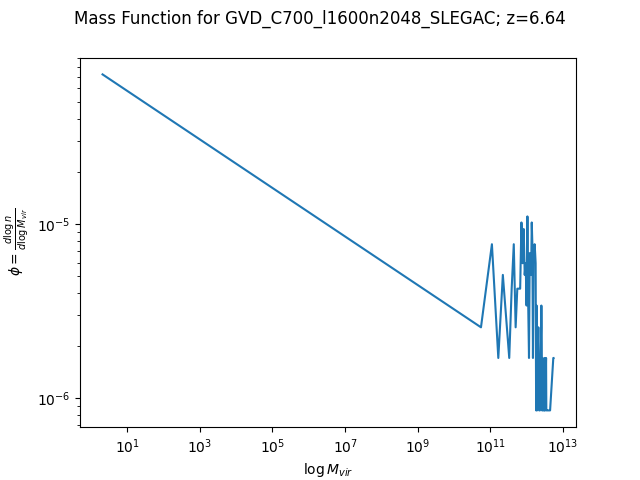 Mass Function for GVD_C700_l1600n2048_SLEGAC; z=6.64
ϕ = d log n / d log M_vir
10^-5
10^-6
10^1 10^3 10^5 10^7 10^9 10^11 10^13
log M_vir